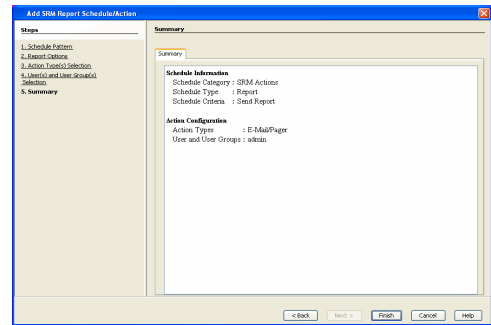 Add SRM Report Schedule/Action
Steps
1. Schedule Pattern
2. Report Options
3. Action Type(s) Selection
4. User(s) and User Group(s)
Selection
5. Summary
Summary
Summary
Schedule Information
Schedule Category : SRM Actions
Schedule Type : Report
Schedule Criteria : Send Report
Action Configuration
Action Types : E-Mail/Pager
User and User Groups : admin
< Back
Next >
Finish
Cancel
Help